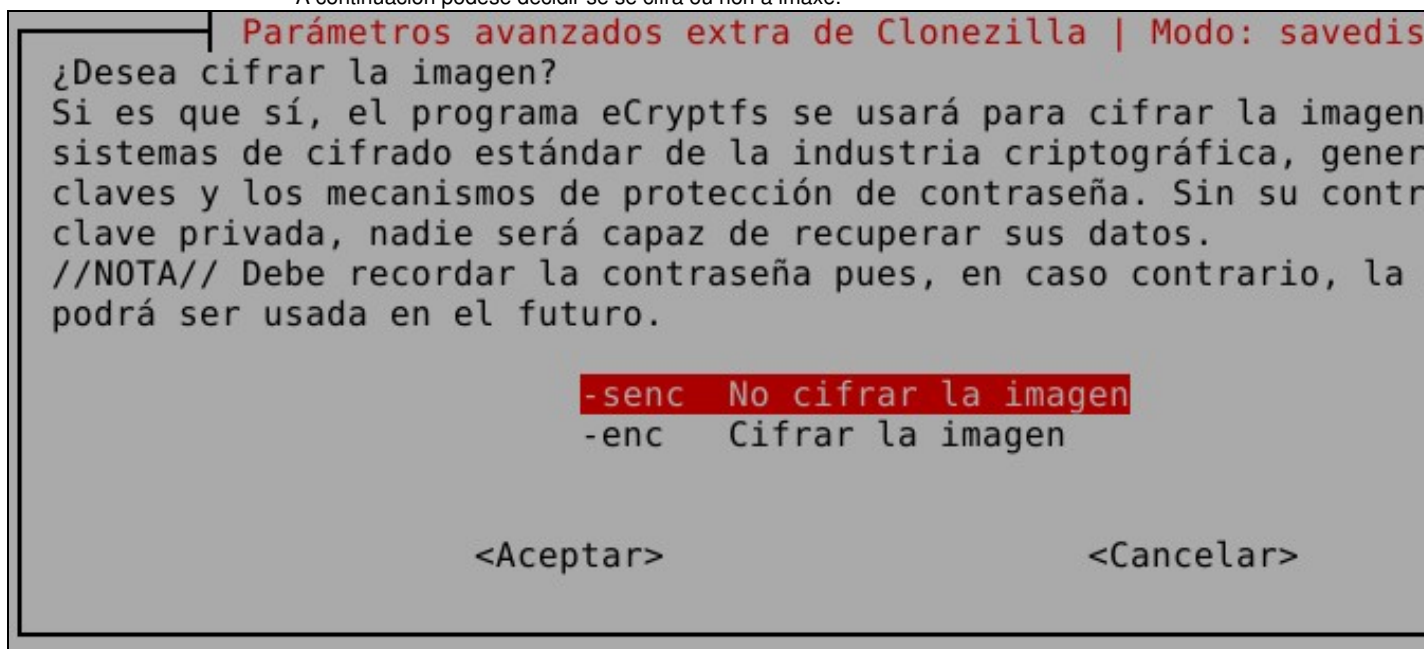 A continuación pódese decidir se se cifra ou non a imaxe.
Parámetros avanzados extra de Clonezilla | Modo: savedis
¿Desea cifrar la imagen?
Si es que sí, el programa eCryptfs se usará para cifrar la imagen
sistemas de cifrado estándar de la industria criptográfica, gener
claves y los mecanismos de protección de contraseña. Sin su contr
clave privada, nadie será capaz de recuperar sus datos.
//NOTA// Debe recordar la contraseña pues, en caso contrario, la
podrá ser usada en el futuro.
-senc No cifrar la imagen
-enc Cifrar la imagen
<Aceptar> <Cancelar>